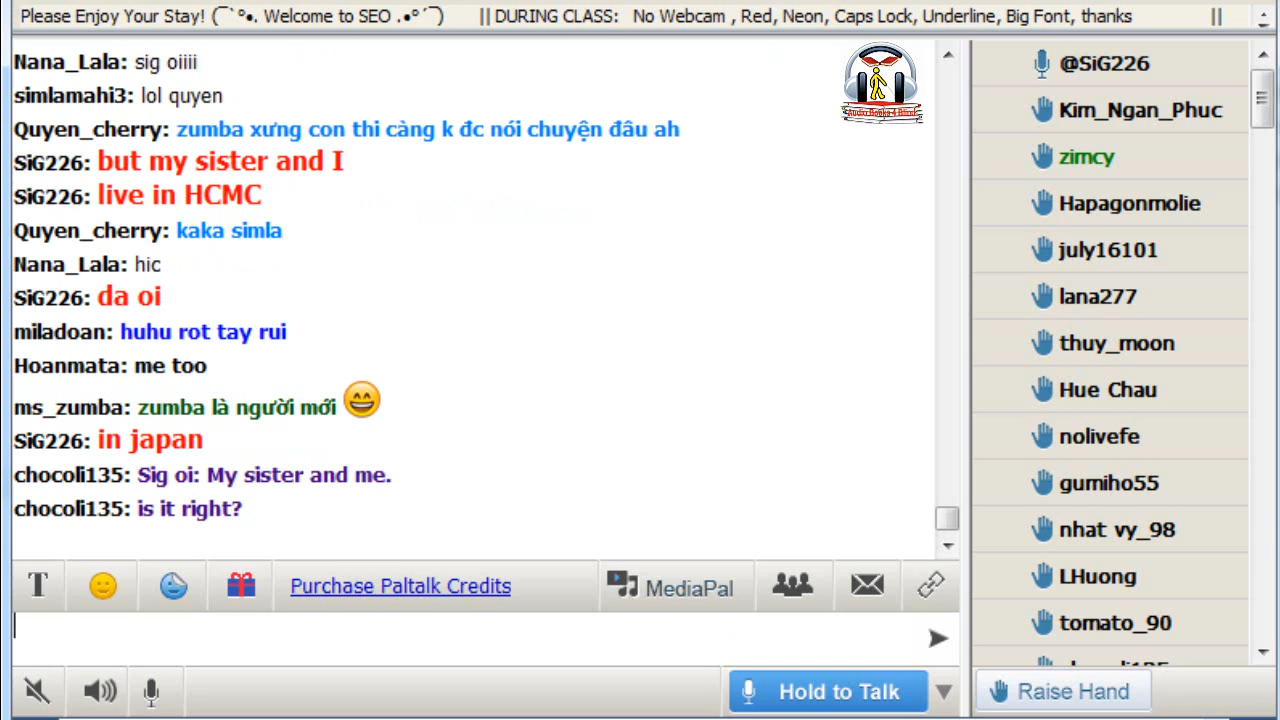 Please Enjoy Your Stay! (¯`°•. Welcome to SEO .•°´¯) || DURING CLASS: No Webcam , Red, Neon, Caps Lock, Underline, Big Font, thanks ||
Nana_Lala: sig oiiii
simlamahi3: lol quyen
Quyen_cherry: zumba xưng con thi càng k đc nói chuyện đâu ah
SiG226: but my sister and I
SiG226: live in HCMC
Quyen_cherry: kaka simla
Nana_Lala: hic
SiG226: da oi
miladoan: huhu rot tay rui
Hoanmata: me too
ms_zumba: zumba là người mới
SiG226: in japan
chocoli135: Sig oi: My sister and me.
chocoli135: is it right?
Audio Books 4 Blind
T
Purchase Paltalk Credits
MediaPal
Hold to Talk
@SiG226
Kim_Ngan_Phuc
zimcy
Hapagonmolie
july16101
lana277
thuy_moon
Hue Chau
nolivefe
gumiho55
nhat vy_98
LHuong
tomato_90
Raise Hand